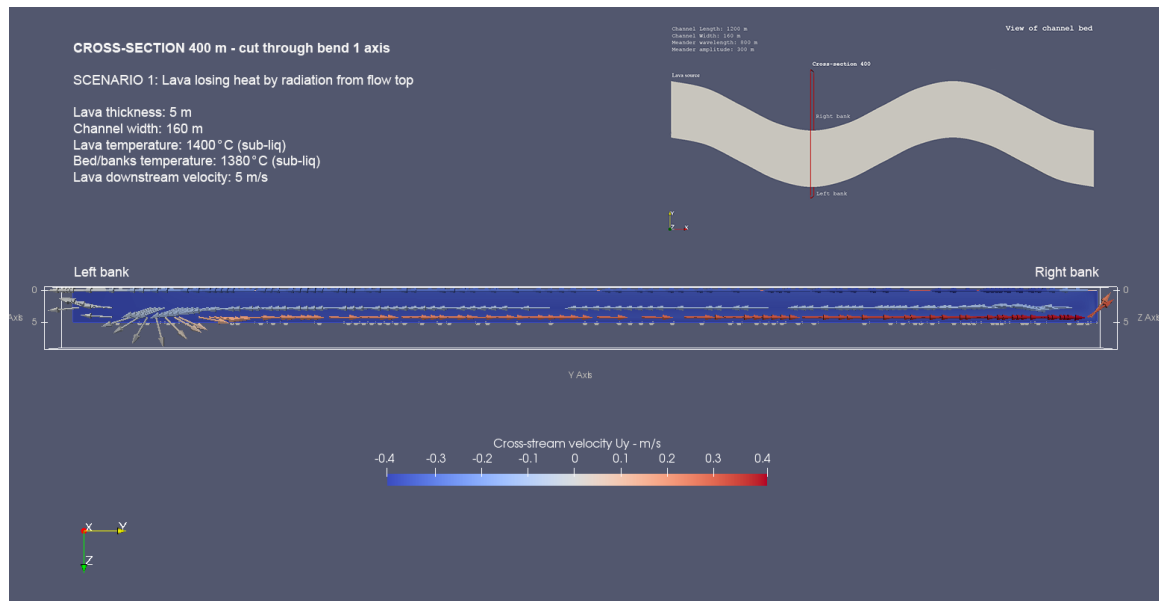 CROSS-SECTION 400 m - cut through bend 1 axis
SCENARIO 1: Lava losing heat by radiation from flow top
Lava thickness: 5 m
Channel width: 160 m
Lava temperature: 1400°C (sub-liq)
Bed/banks temperature: 1380°C (sub-liq)
Lava downstream velocity: 5 m/s
Channel Length: 1200 m
Channel Width: 160 m
Meander wavelength: 800 m
Meander amplitude: 300 m
View of channel bed
Cross-section 400
Lava source
Right bank
Left bank
Y
Z X
Left bank
Right bank
0
0
Axis
5
5
Z Axi
Y Axis
Cross-stream velocity Uy - m/s
-0.4 -0.3 -0.2 -0.1 0 0.1 0.2 0.3 0.4
X Y
Z